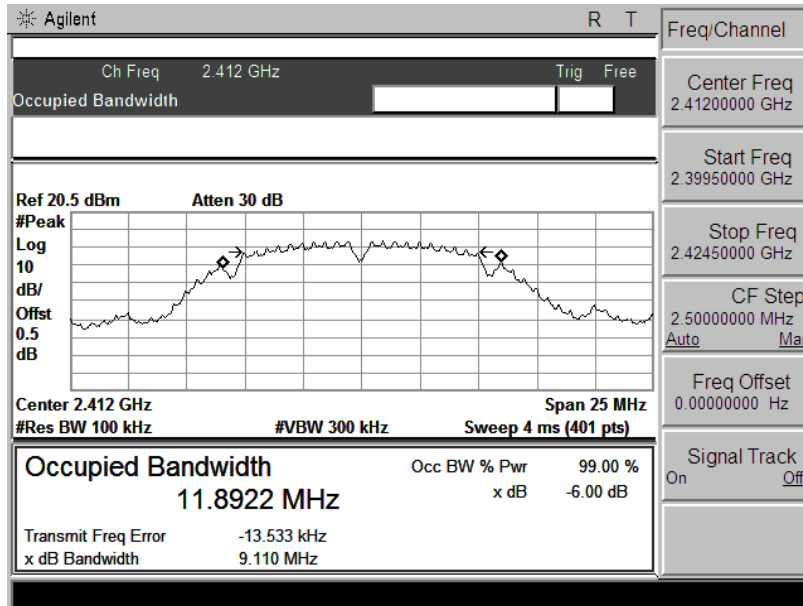 Agilent R T
Freq/Channel
Ch Freq 2.412 GHz Trig Free
Occupied Bandwidth
Center Freq
2.41200000 GHz
Start Freq
2.39950000 GHz
Stop Freq
2.42450000 GHz
CF Step
2.50000000 MHz
Auto Ma
Freq Offset
0.00000000 Hz
Signal Track
On Off
Ref 20.5 dBm Atten 30 dB
#Peak
Log
10
dB/
Offst
0.5
dB
Center 2.412 GHz Span 25 MHz
#Res BW 100 kHz #VBW 300 kHz Sweep 4 ms (401 pts)
Occupied Bandwidth
11.8922 MHz
Occ BW % Pwr 99.00 %
x dB -6.00 dB
Transmit Freq Error -13.533 kHz
x dB Bandwidth 9.110 MHz